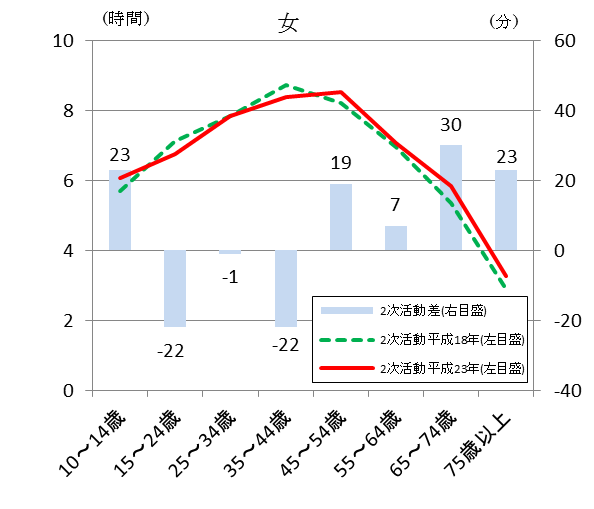 (時間)
女
(分)
10
8
6
4
2
0
60
40
20
0
-20
-40
23
-22
-1
-22
19
7
30
23
2次活動差(右目盛)
2次活動平成18年(左目盛)
2次活動平成23年(左目盛)
10～14歳
15～24歳
25～34歳
35～44歳
45～54歳
55～64歳
65～74歳
75歳以上